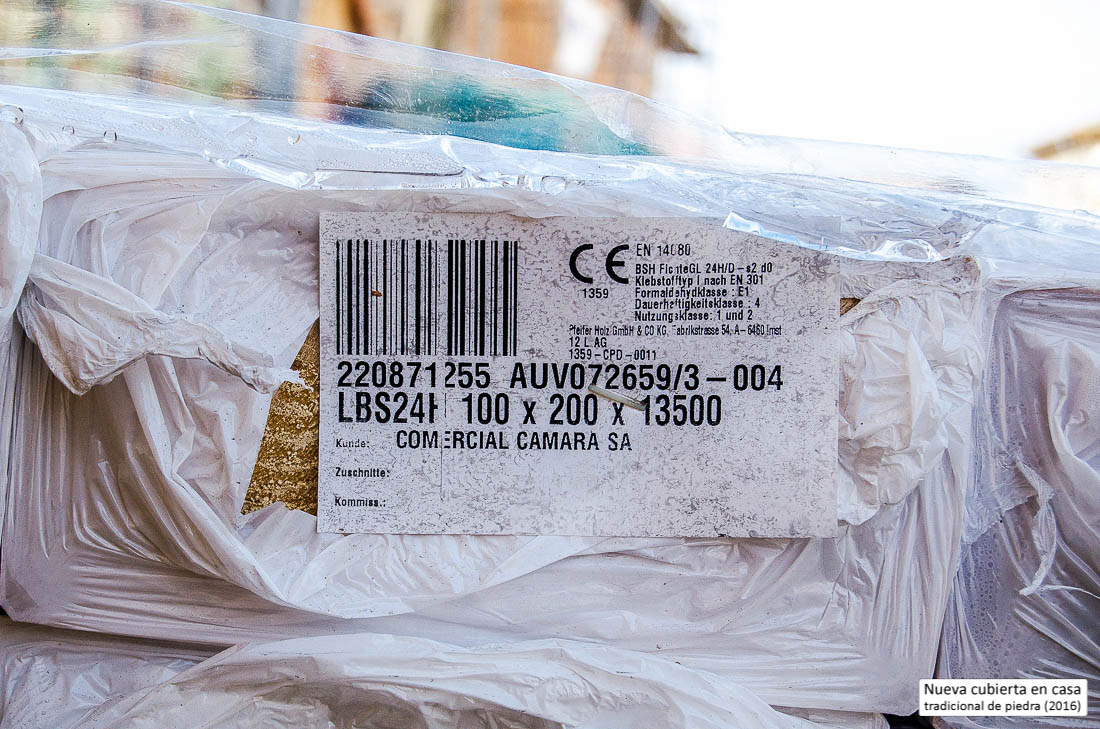 CE
1359
EN 14080
BSH FichteGL 24H/D-s2 d0
Klebstofftyp I nach EN 301
Formaldehydklasse : E1
Dauerhaftigkeitsklasse : 4
Nutzungsklasse: 1 und 2
Pfeifer Holz GmbH & CO KG, Fabrikstrasse 54, A-6460 Imst
12 L AG
1359-CPD-0011
220871255 AUV072659/3-004
LBS24H 100 x 200 x 13500
Kunde: COMERCIAL CAMARA SA
Zuschnitte:
Kommiss.:
Nueva cubierta en casa
tradicional de piedra (2016)